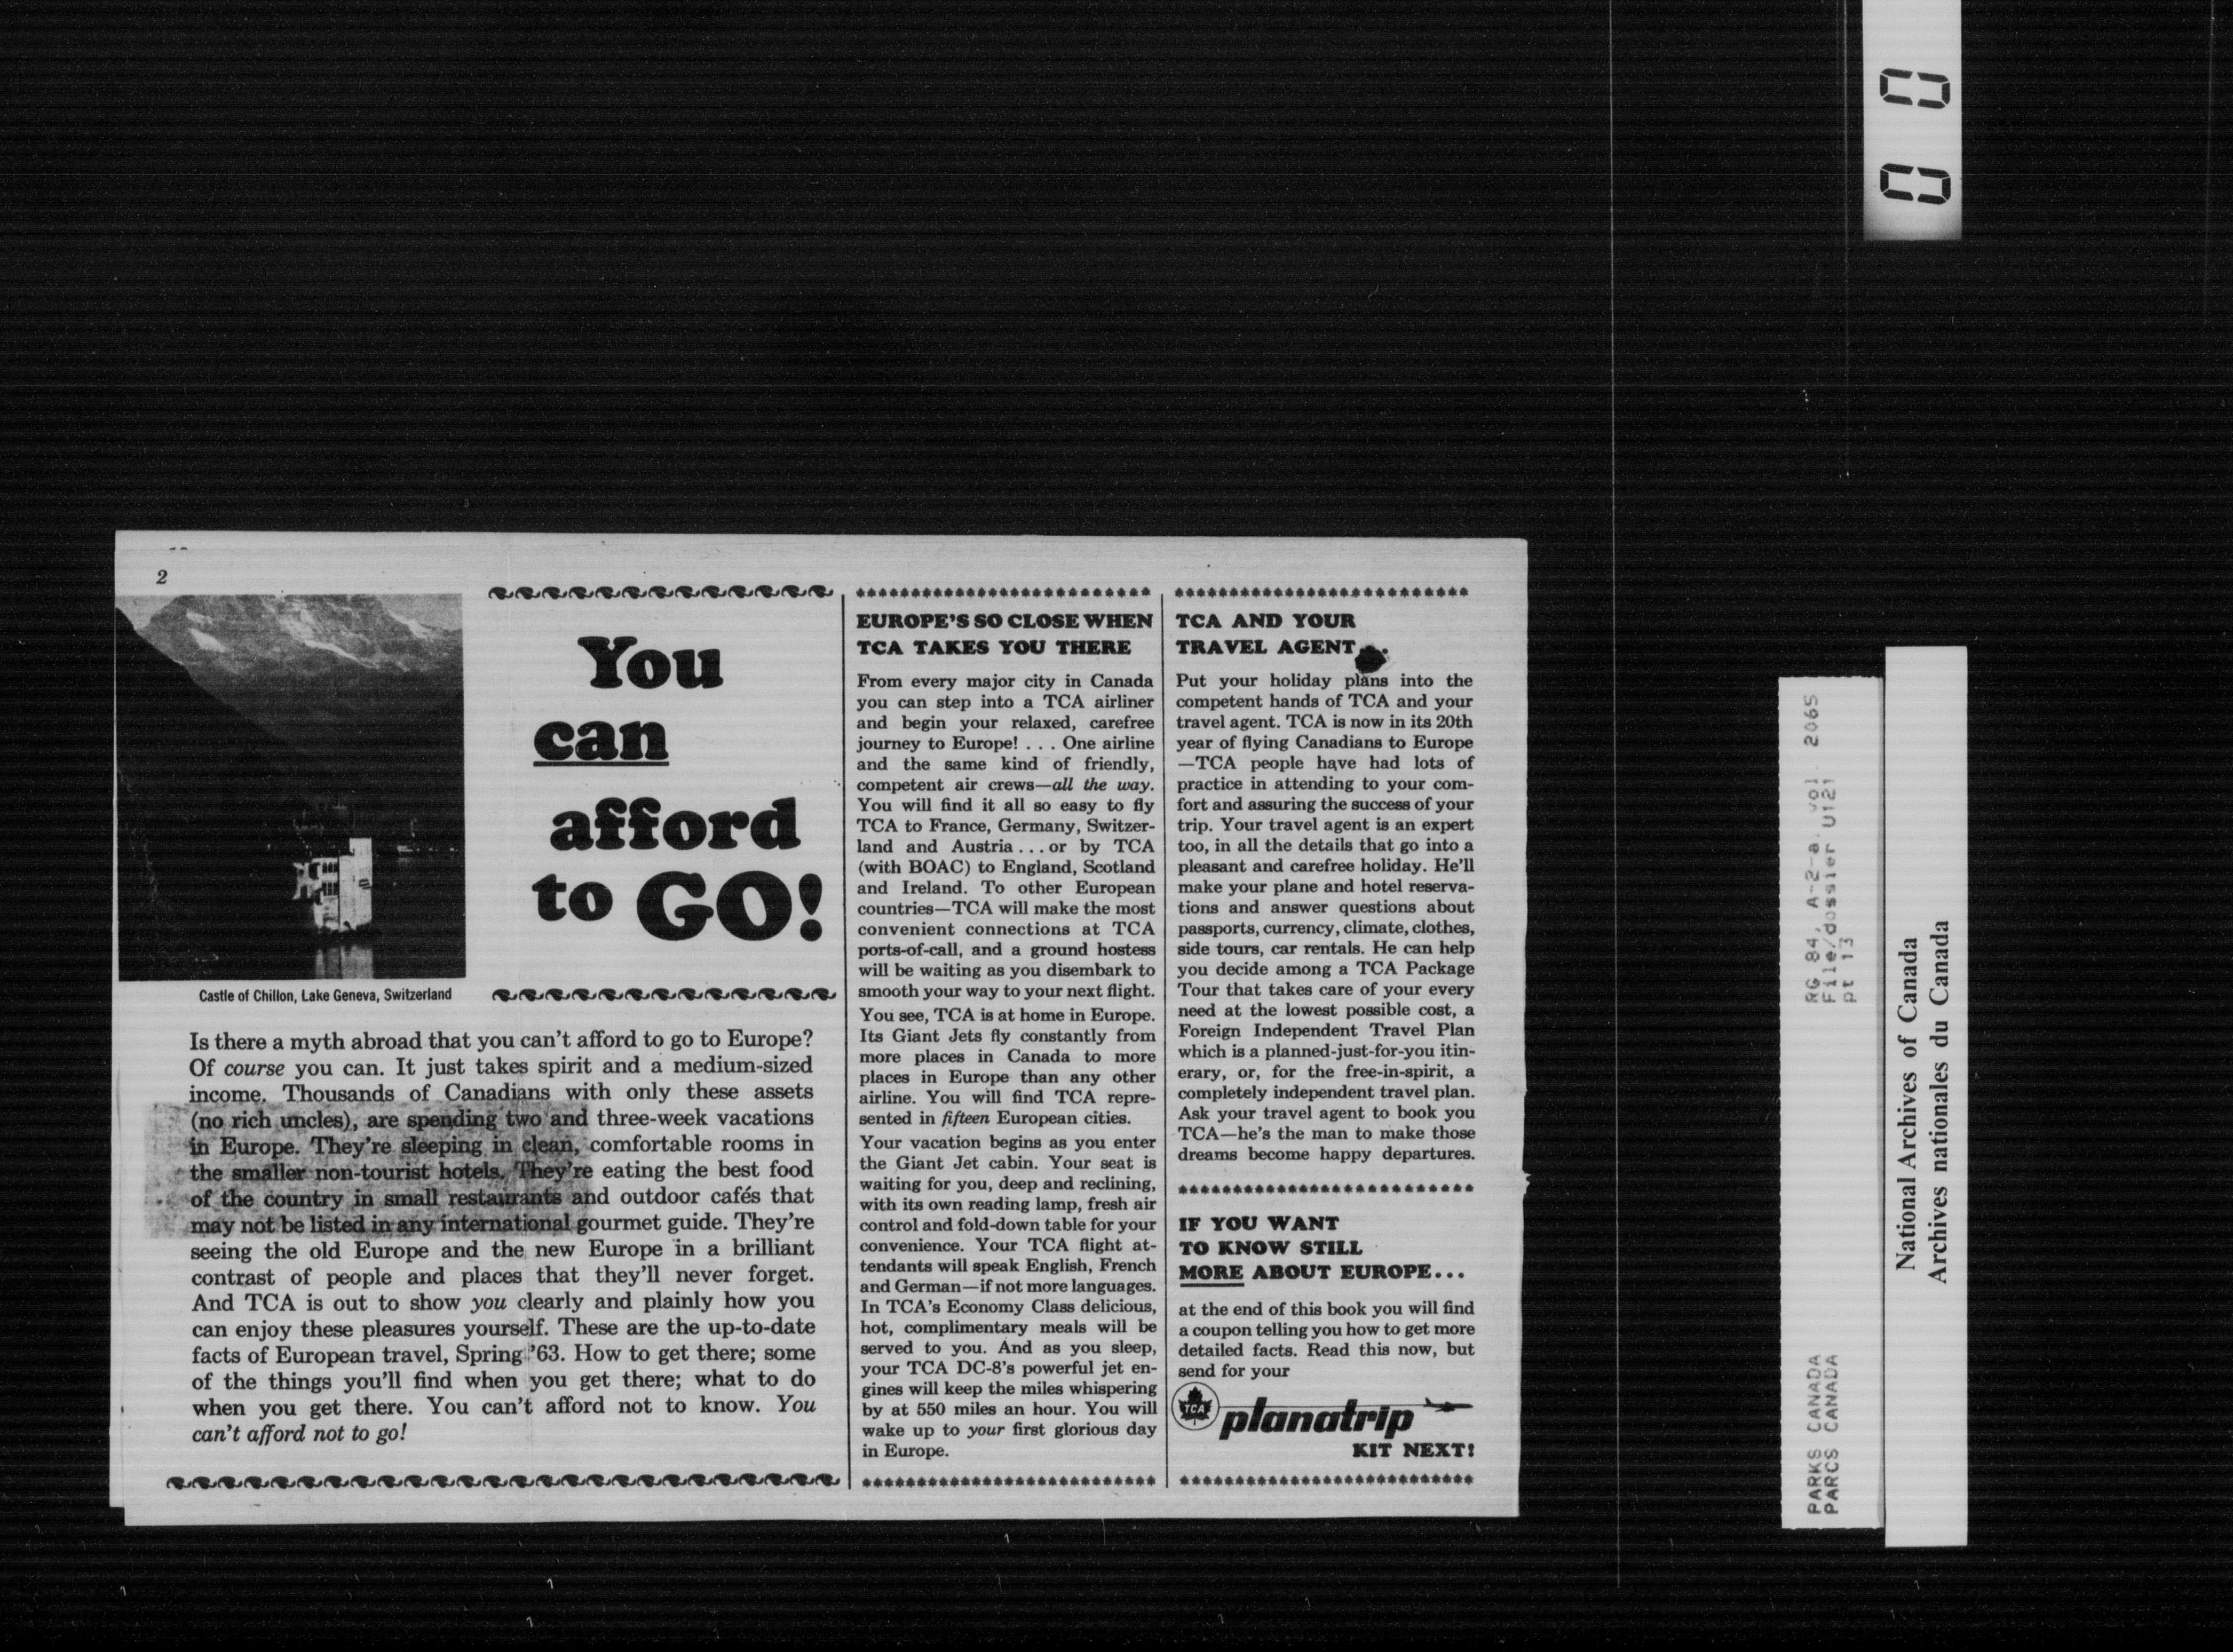 2
You
can
afford
to GO!
Castle of Chillon, Lake Geneva, Switzerland
Is there a myth abroad that you can't afford to go to Europe?
Of course you can. It just takes spirit and a medium-sized
income. Thousands of Canadians with only these assets
(no rich uncles), are spending two and three-week vacations
in Europe. They're sleeping in clean, comfortable rooms in
the smaller non-tourist hotels. They're eating the best food
of the country in small restaurants and outdoor cafés that
may not be listed in any international gourmet guide. They're
seeing the old Europe and the new Europe in a brilliant
contrast of people and places that they'll never forget.
And TCA is out to show you clearly and plainly how you
can enjoy these pleasures yourself. These are the up-to-date
facts of European travel, Spring '63. How to get there; some
of the things you'll find when you get there; what to do
when you get there. You can't afford not to know. You
can't afford not to go!
EUROPE'S SO CLOSE WHEN
TCA TAKES YOU THERE
From every major city in Canada
you can step into a TCA airliner
and begin your relaxed, carefree
journey to Europe! . . . One airline
and the same kind of friendly,
competent air crews—all the way.
You will find it all so easy to fly
TCA to France, Germany, Switzer-
land and Austria . . . or by TCA
(with BOAC) to England, Scotland
and Ireland. To other European
countries—TCA will make the most
convenient connections at TCA
ports-of-call, and a ground hostess
will be waiting as you disembark to
smooth your way to your next flight.
You see, TCA is at home in Europe.
Its Giant Jets fly constantly from
more places in Canada to more
places in Europe than any other
airline. You will find TCA repre-
sented in fifteen European cities.
Your vacation begins as you enter
the Giant Jet cabin. Your seat is
waiting for you, deep and reclining,
with its own reading lamp, fresh air
control and fold-down table for your
convenience. Your TCA flight at-
tendants will speak English, French
and German—if not more languages.
In TCA's Economy Class delicious,
hot, complimentary meals will be
served to you. And as you sleep,
your TCA DC-8's powerful jet en-
gines will keep the miles whispering
by at 550 miles an hour. You will
wake up to your first glorious day
in Europe.
TCA AND YOUR
TRAVEL AGENT...
Put your holiday plans into the
competent hands of TCA and your
travel agent. TCA is now in its 20th
year of flying Canadians to Europe
—TCA people have had lots of
practice in attending to your com-
fort and assuring the success of your
trip. Your travel agent is an expert
too, in all the details that go into a
pleasant and carefree holiday. He'll
make your plane and hotel reserva-
tions and answer questions about
passports, currency, climate, clothes,
side tours, car rentals. He can help
you decide among a TCA Package
Tour that takes care of your every
need at the lowest possible cost, a
Foreign Independent Travel Plan
which is a planned-just-for-you itin-
erary, or, for the free-in-spirit, a
completely independent travel plan.
Ask your travel agent to book you
TCA—he's the man to make those
dreams become happy departures.
IF YOU WANT
TO KNOW STILL
MORE ABOUT EUROPE...
at the end of this book you will find
a coupon telling you how to get more
detailed facts. Read this now, but
send for your
TCA
planatrip
KIT NEXT!
PARKS CANADA RG 84, A-2-a, vol. 2065
PARCS CANADA File/dossier U121
pt 13
National Archives of Canada
Archives nationales du Canada
0 0